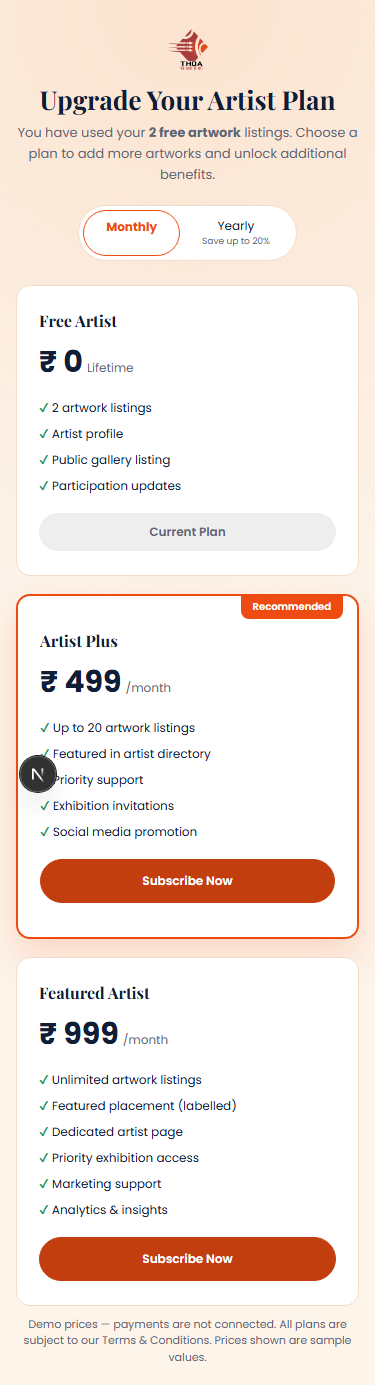 THUA
Upgrade Your Artist Plan
You have used your 2 free artwork listings. Choose a
plan to add more artworks and unlock additional
benefits.
Monthly
Yearly
Save up to 20%
Free Artist
₹ 0 Lifetime
✓ 2 artwork listings
✓ Artist profile
✓ Public gallery listing
✓ Participation updates
Current Plan
Recommended
Artist Plus
₹ 499 /month
✓ Up to 20 artwork listings
✓ Featured in artist directory
Priority support
✓ Exhibition invitations
✓ Social media promotion
N
Subscribe Now
Featured Artist
₹ 999 /month
✓ Unlimited artwork listings
✓ Featured placement (labelled)
✓ Dedicated artist page
✓ Priority exhibition access
✓ Marketing support
✓ Analytics & insights
Subscribe Now
Demo prices — payments are not connected. All plans are
subject to our Terms & Conditions. Prices shown are sample
values.